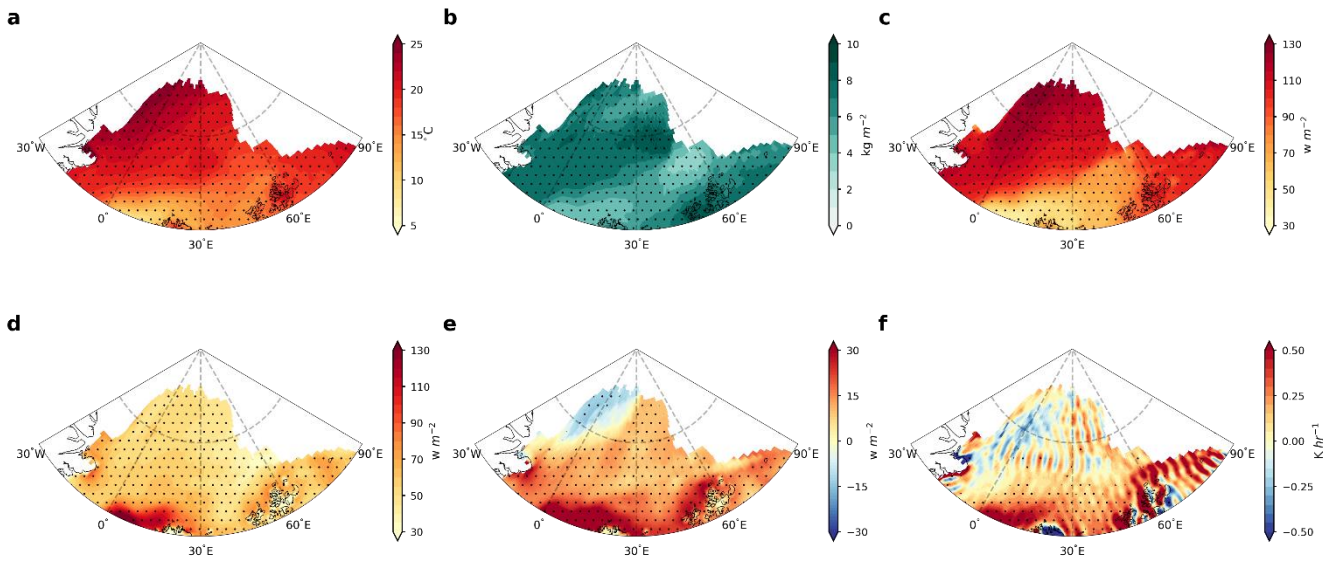 a
b
c
30°W
0°
30°E
60°E
90°E
25
20
15
10
5
°C
30°W
0°
30°E
60°E
90°E
10
8
6
4
2
0
kg m⁻²
30°W
0°
30°E
60°E
90°E
130
110
90
70
50
30
w m⁻²
d
e
f
30°W
0°
30°E
60°E
90°E
130
110
90
70
50
30
w m⁻²
30°W
0°
30°E
60°E
90°E
30
15
0
−15
−30
w m⁻²
30°W
0°
30°E
60°E
90°E
0.50
0.25
0.00
−0.25
−0.50
K hr⁻¹